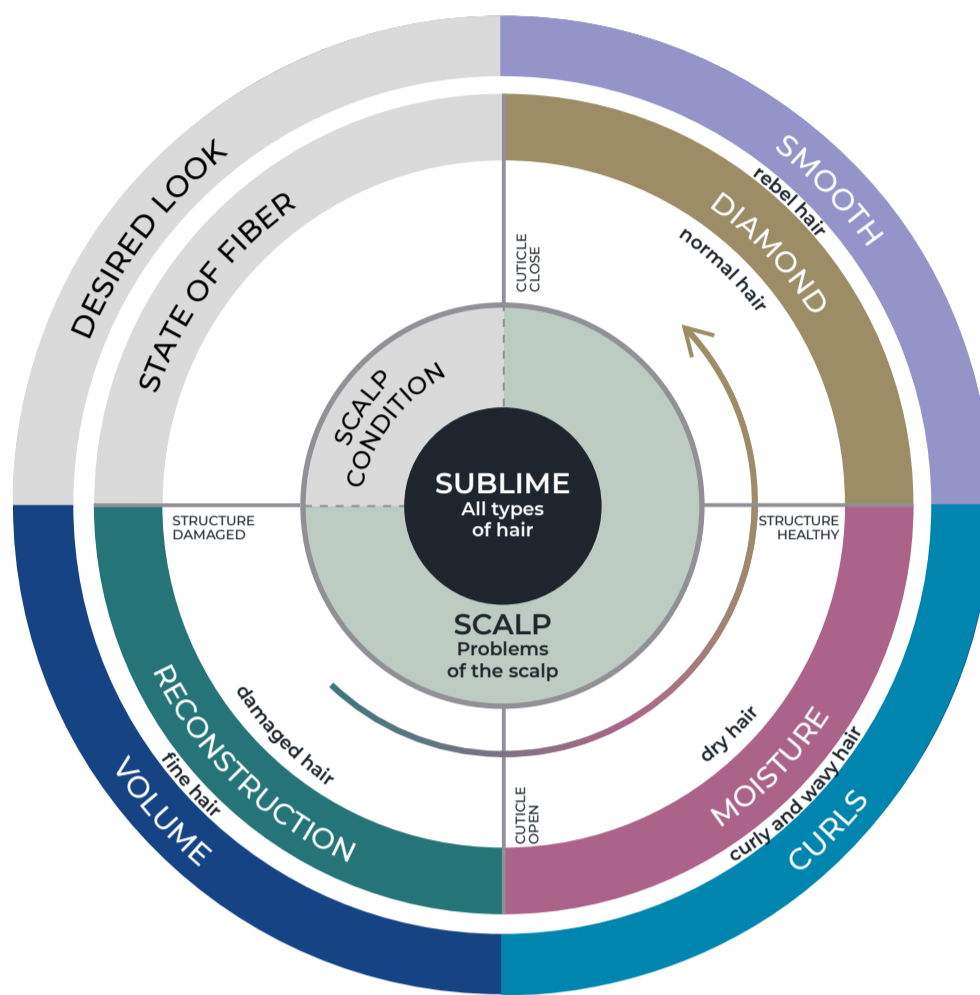 DESIRED LOOK
STATE OF FIBER
SCALP
CONDITION
SMOOTH
rebel hair
DIAMOND
normal hair
CUTICLE
CLOSE
SUBLIME
All types
of hair
STRUCTURE
DAMAGED
STRUCTURE
HEALTHY
SCALP
Problems
of the scalp
RECONSTRUCTION
damaged hair
VOLUME
fine hair
CUTICLE
OPEN
dry hair
MOISTURE
curly and wavy hair
CURLS